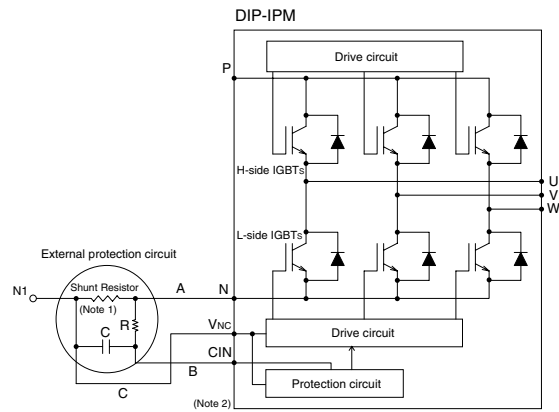 DIP-IPM
Drive circuit
P
H-side IGBTs
U
V
W
L-side IGBTs
External protection circuit
N1
Shunt Resistor
A
N
(Note 1)
R
C
VNC
Drive circuit
CIN
B
C
Protection circuit
(Note 2)